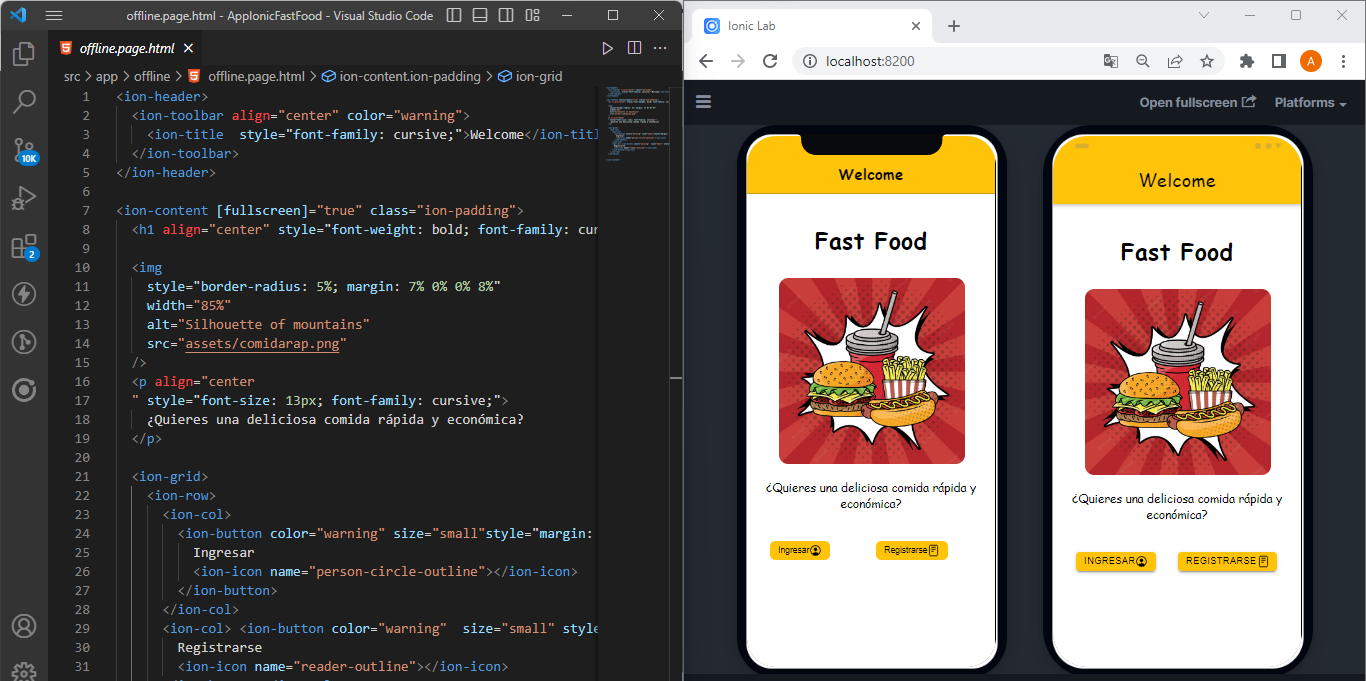 offline.page.html - AppIonicFastFood - Visual Studio Code
offline.page.html
src > app > offline > offline.page.html > ion-content.ion-padding > ion-grid
1 <ion-header>
2 <ion-toolbar align="center" color="warning">
3 <ion-title  style="font-family: cursive;">Welcome</ion-titl
4 </ion-toolbar>
5 </ion-header>
6
7 <ion-content [fullscreen]="true" class="ion-padding">
8 <h1 align="center" style="font-weight: bold; font-family: cur
9
10 <img
11 style="border-radius: 5%; margin: 7% 0% 0% 8%"
12 width="85%"
13 alt="Silhouette of mountains"
14 src="assets/comidarap.png"
15 />
16 <p align="center
17 " style="font-size: 13px; font-family: cursive;">
18 ¿Quieres una deliciosa comida rápida y económica?
19 </p>
20
21 <ion-grid>
22 <ion-row>
23 <ion-col>
24 <ion-button color="warning" size="small"style="margin:
25 Ingresar
26 <ion-icon name="person-circle-outline"></ion-icon>
27 </ion-button>
28 </ion-col>
29 <ion-col> <ion-button color="warning"  size="small" style
30 Registrarse
31 <ion-icon name="reader-outline"></ion-icon>
10K
2
Ionic Lab
localhost:8200
A
Open fullscreen
Platforms
Welcome
Fast Food
¿Quieres una deliciosa comida rápida y
económica?
Ingresar
Registrarse
Welcome
Fast Food
¿Quieres una deliciosa comida rápida y
económica?
INGRESAR
REGISTRARSE